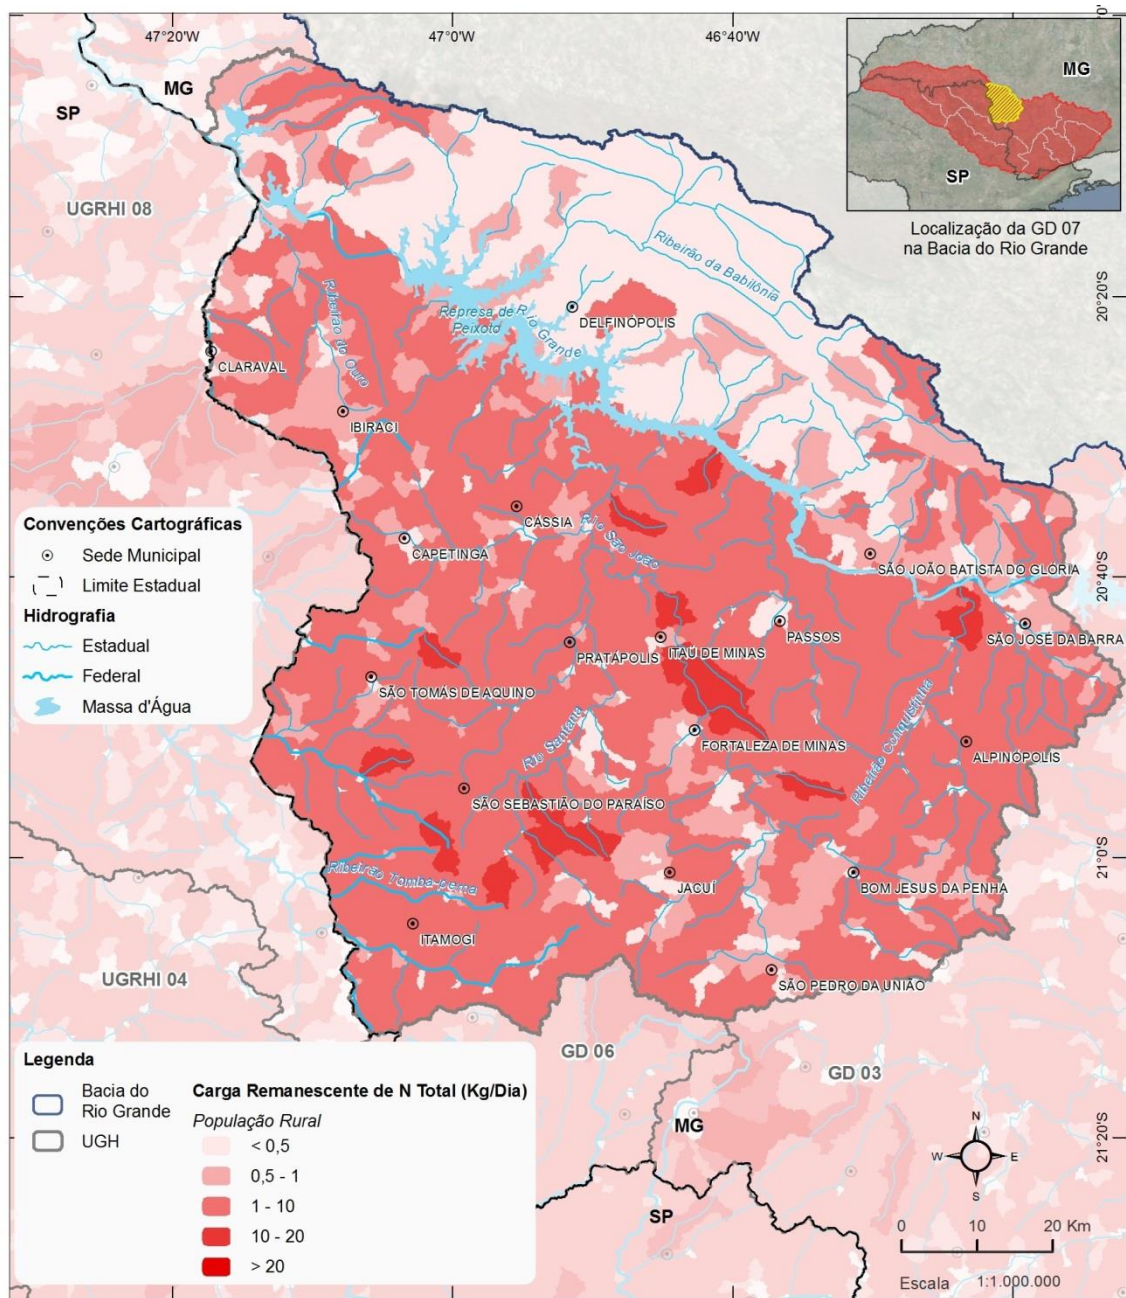 47°20'
47°0'
46°40'
0'
MG
SP
UGRHI 08
MG
SP
Localização da GD 07
na Bacia do Rio Grande
Ribeirão da Babilônia
20°20'S
Represa de
Peixoto
Rio Grande
DELFINÓPOLIS
Ribeirão do Ouro
CLARAVAL
IBIRACI
CÁSSIA
Rio São João
CAPETINGA
SÃO JOÃO BATISTA DO GLÓRIA
20°40'S
PASSOS
SÃO JOSÉ DA BARRA
PRATÁPOLIS
ITAÚ DE MINAS
SÃO TOMÁS DE AQUINO
Rio Santana
FORTALEZA DE MINAS
Ribeirão Conquistinha
ALPINÓPOLIS
SÃO SEBASTIÃO DO PARAÍSO
21°0'S
Ribeirão Tomba-perna
JACUÍ
BOM JESUS DA PENHA
ITAMOGI
SÃO PEDRO DA UNIÃO
UGRHI 04
GD 06
GD 03
MG
SP
21°20'S
Convenções Cartográficas
Sede Municipal
Limite Estadual
Hidrografia
Estadual
Federal
Massa d'Água
Legenda
Bacia do
Rio Grande
UGH
Carga Remanescente de N Total (Kg/Dia)
População Rural
< 0,5
0,5 - 1
1 - 10
10 - 20
> 20
N
W
E
S
0 10 20 Km
Escala 1:1.000.000